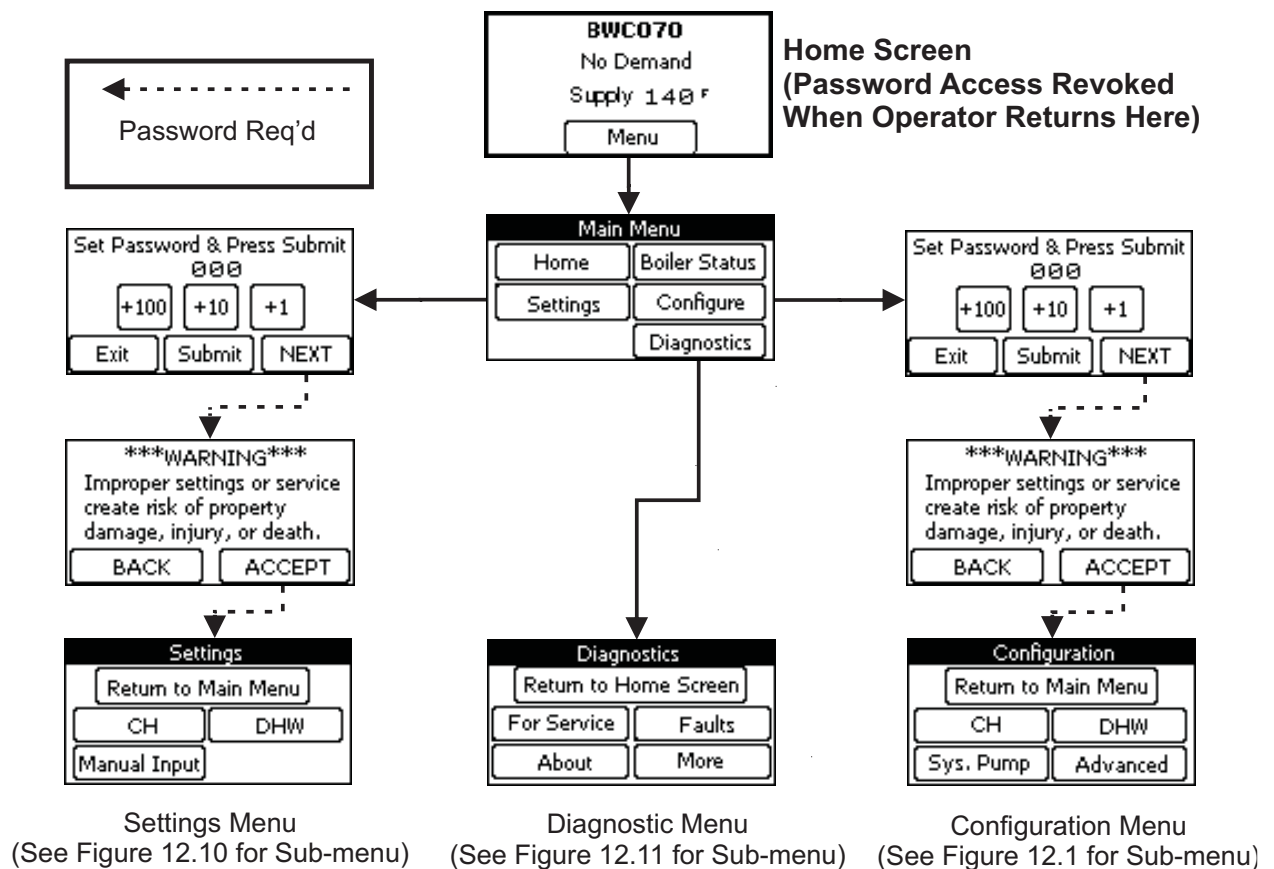 BWC070
No Demand
Supply 140 F
Menu
Home Screen
(Password Access Revoked
When Operator Returns Here)
Password Req'd
Main Menu
Home
Boiler Status
Settings
Configure
Diagnostics
Set Password & Press Submit
000
+100
+10
+1
Exit
Submit
NEXT
Set Password & Press Submit
000
+100
+10
+1
Exit
Submit
NEXT
***WARNING***
Improper settings or service
create risk of property
damage, injury, or death.
BACK
ACCEPT
***WARNING***
Improper settings or service
create risk of property
damage, injury, or death.
BACK
ACCEPT
Settings
Return to Main Menu
CH
DHW
Manual Input
Diagnostics
Return to Home Screen
For Service
Faults
About
More
Configuration
Return to Main Menu
CH
DHW
Sys. Pump
Advanced
Settings Menu
(See Figure 12.10 for Sub-menu)
Diagnostic Menu
(See Figure 12.11 for Sub-menu)
Configuration Menu
(See Figure 12.1 for Sub-menu)